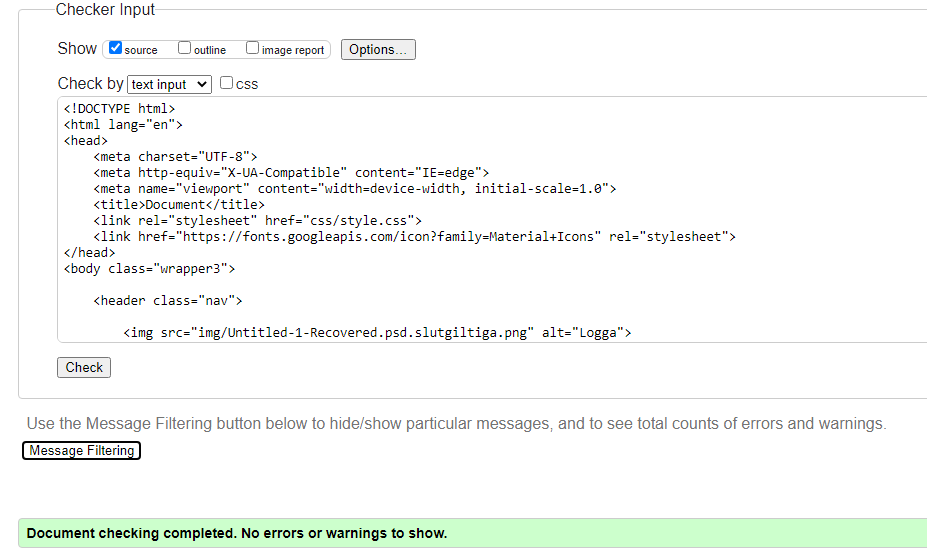 Checker Input
Show source outline image report Options...
Check by text input css
<!DOCTYPE html>
<html lang="en">
<head>
    <meta charset="UTF-8">
    <meta http-equiv="X-UA-Compatible" content="IE=edge">
    <meta name="viewport" content="width=device-width, initial-scale=1.0">
    <title>Document</title>
    <link rel="stylesheet" href="css/style.css">
    <link href="https://fonts.googleapis.com/icon?family=Material+Icons" rel="stylesheet">
</head>
<body class="wrapper3">
    <header class="nav">
        <img src="img/Untitled-1-Recovered.psd.slutgiltiga.png" alt="Logga">
Check
Use the Message Filtering button below to hide/show particular messages, and to see total counts of errors and warnings.
Message Filtering
Document checking completed. No errors or warnings to show.